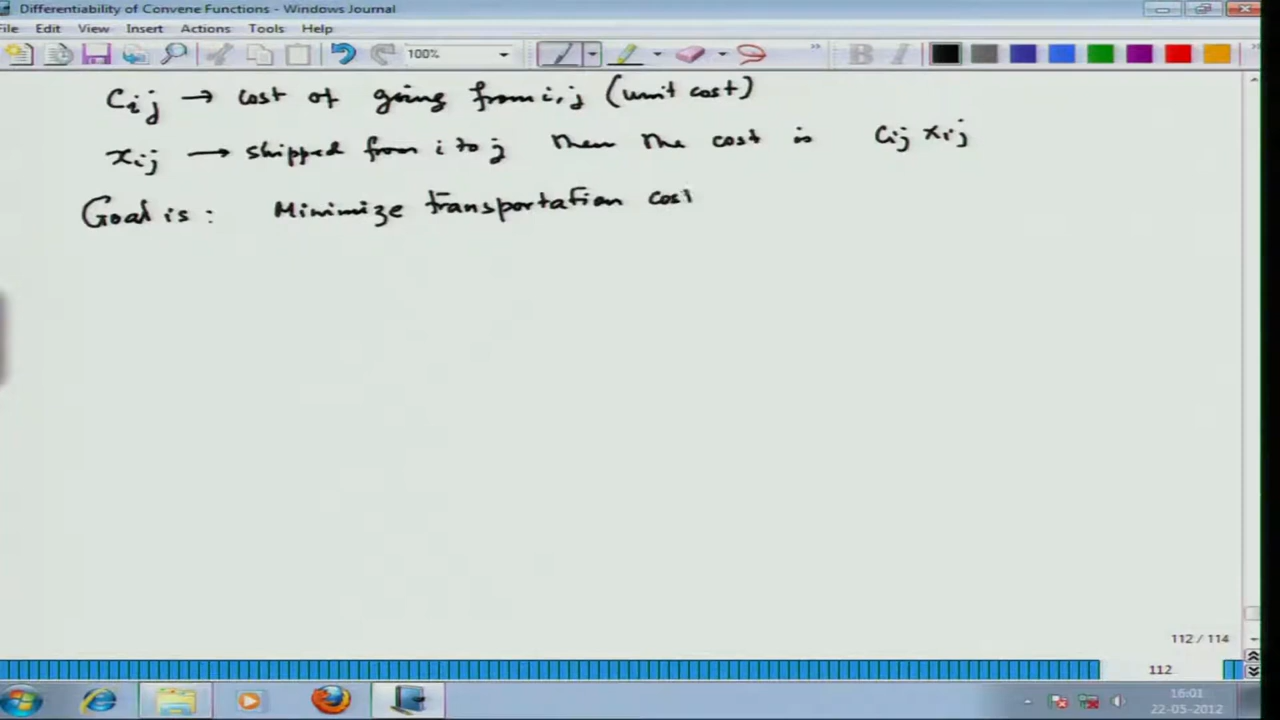 Differentiability of Convene Functions - Windows Journal
File Edit View Insert Actions Tools Help
100%
B I
Cij → cost of going from i, j (unit cost)
xij → shipped from i to j then the cost is Cij xij
Goal is : Minimize transportation cost
112 / 114
112
16:01
22-05-2012